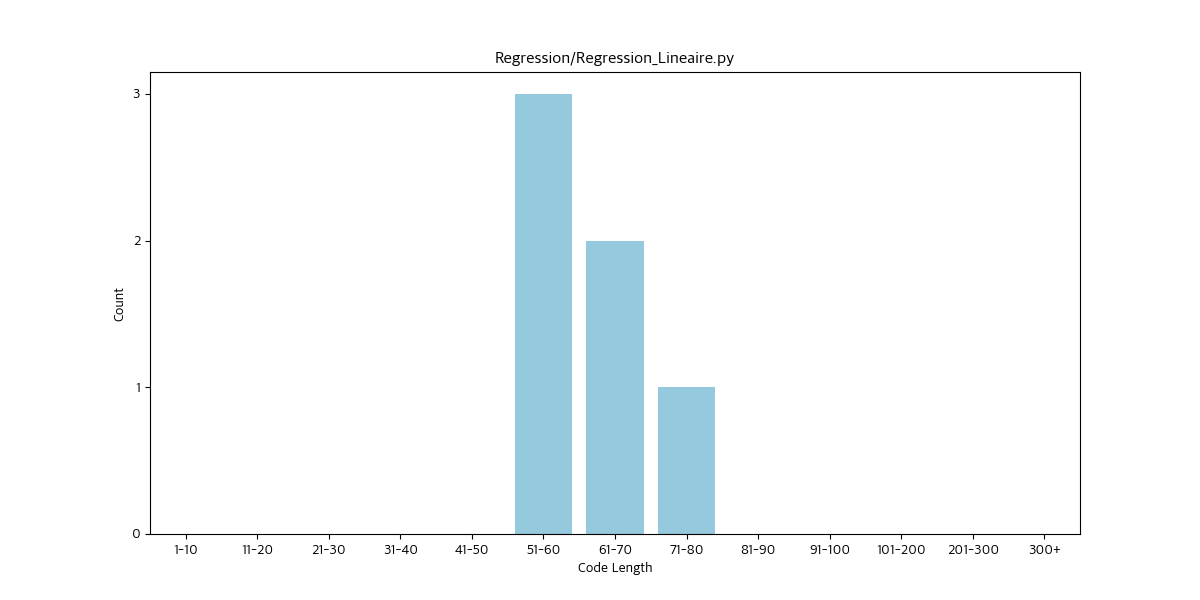 Regression/Regression_Lineaire.py
3
2
1
0
Count
1-10 11-20 21-30 31-40 41-50 51-60 61-70 71-80 81-90 91-100 101-200 201-300 300+
Code Length